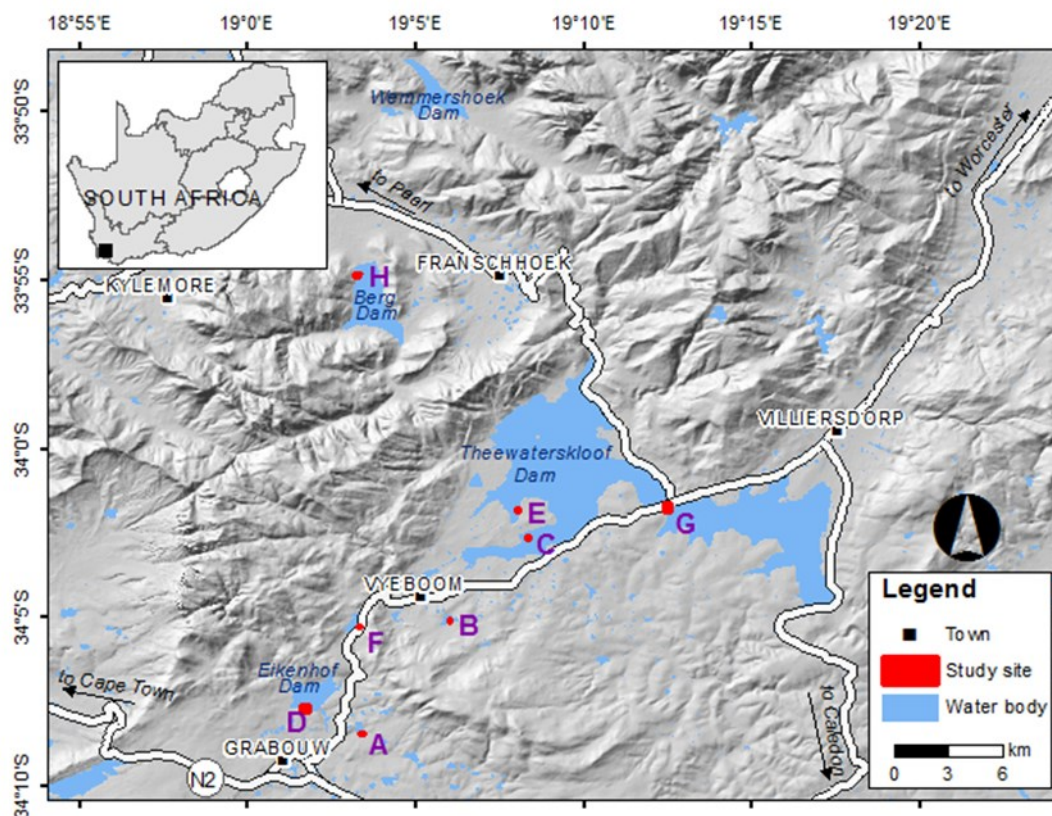 18°55'E
19°0'E
19°5'E
19°10'E
19°15'E
19°20'E
33°50'S
33°55'S
34°0'S
34°5'S
34°10'S
SOUTH AFRICA
Wemmershoek
Dam
to Worcester
to Paarl
FRANSCHHOEK
H
KYLEMORE
Berg
Dam
VILLIERSDORP
Theewaterskloof
Dam
E
G
C
VYEBOOM
B
F
Eikenhof
Dam
to Cape Town
D
A
GRABOUW
N2
to Caledon
Legend
Town
Study site
Water body
km
0 3 6